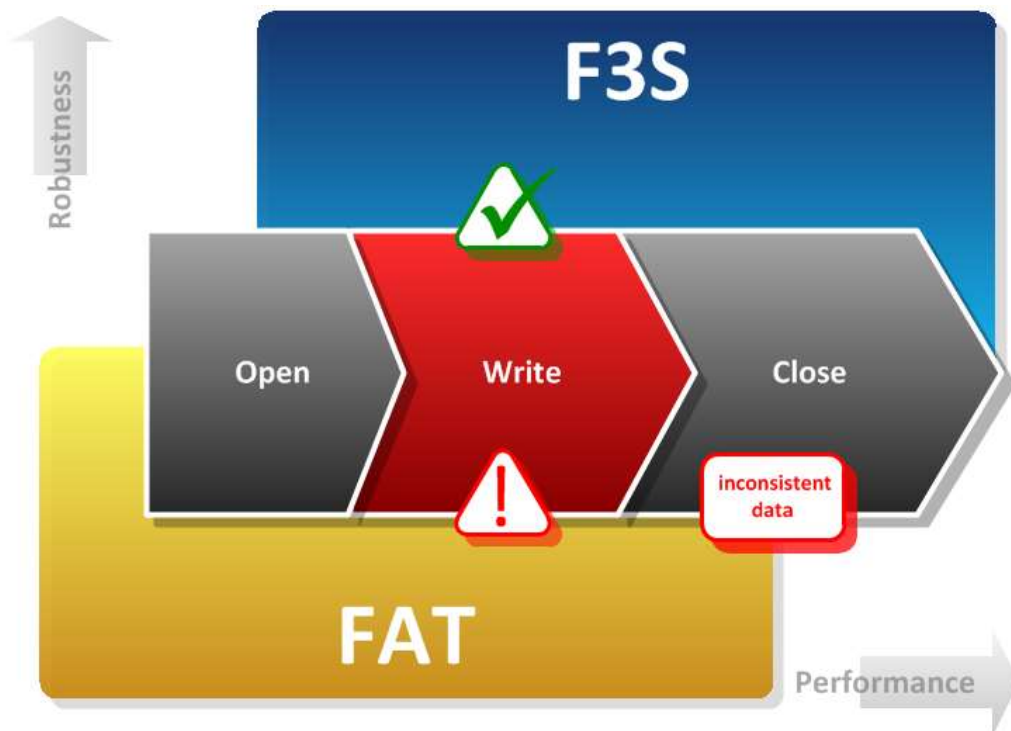 F3S
Robustness
Open
Write
Close
inconsistent
data
FAT
Performance